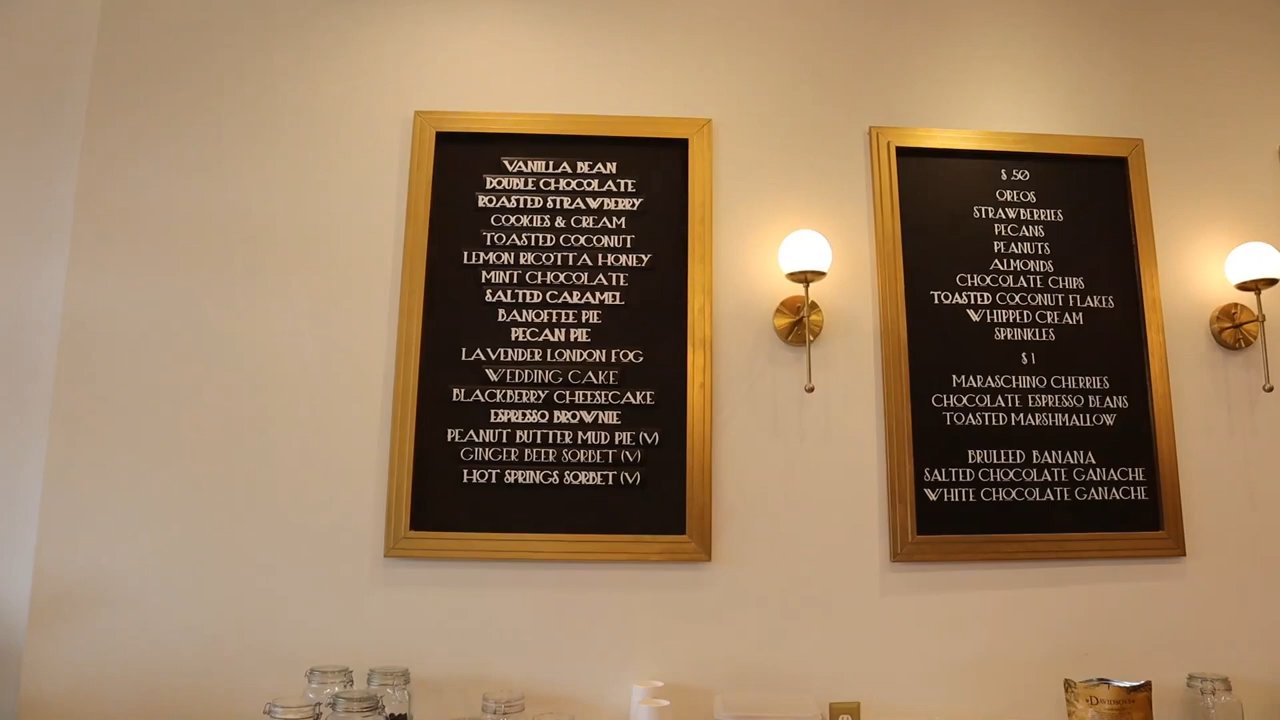 VANILLA BEAN
DOUBLE CHOCOLATE
ROASTED STRAWBERRY
COOKIES & CREAM
TOASTED COCONUT
LEMON RICOTTA HONEY
MINT CHOCOLATE
SALTED CARAMEL
BANOFFEE PIE
PECAN PIE
LAVENDER LONDON FOG
WEDDING CAKE
BLACKBERRY CHEESECAKE
ESPRESSO BROWNIE
PEANUT BUTTER MUD PIE (V)
GINGER BEER SORBET (V)
HOT SPRINGS SORBET (V)
$ .50
OREOS
STRAWBERRIES
PECANS
PEANUTS
ALMONDS
CHOCOLATE CHIPS
TOASTED COCONUT FLAKES
WHIPPED CREAM
SPRINKLES
$ 1
MARASCHINO CHERRIES
CHOCOLATE ESPRESSO BEANS
TOASTED MARSHMALLOW
BRULEED BANANA
SALTED CHOCOLATE GANACHE
WHITE CHOCOLATE GANACHE
DAVIDSON'S